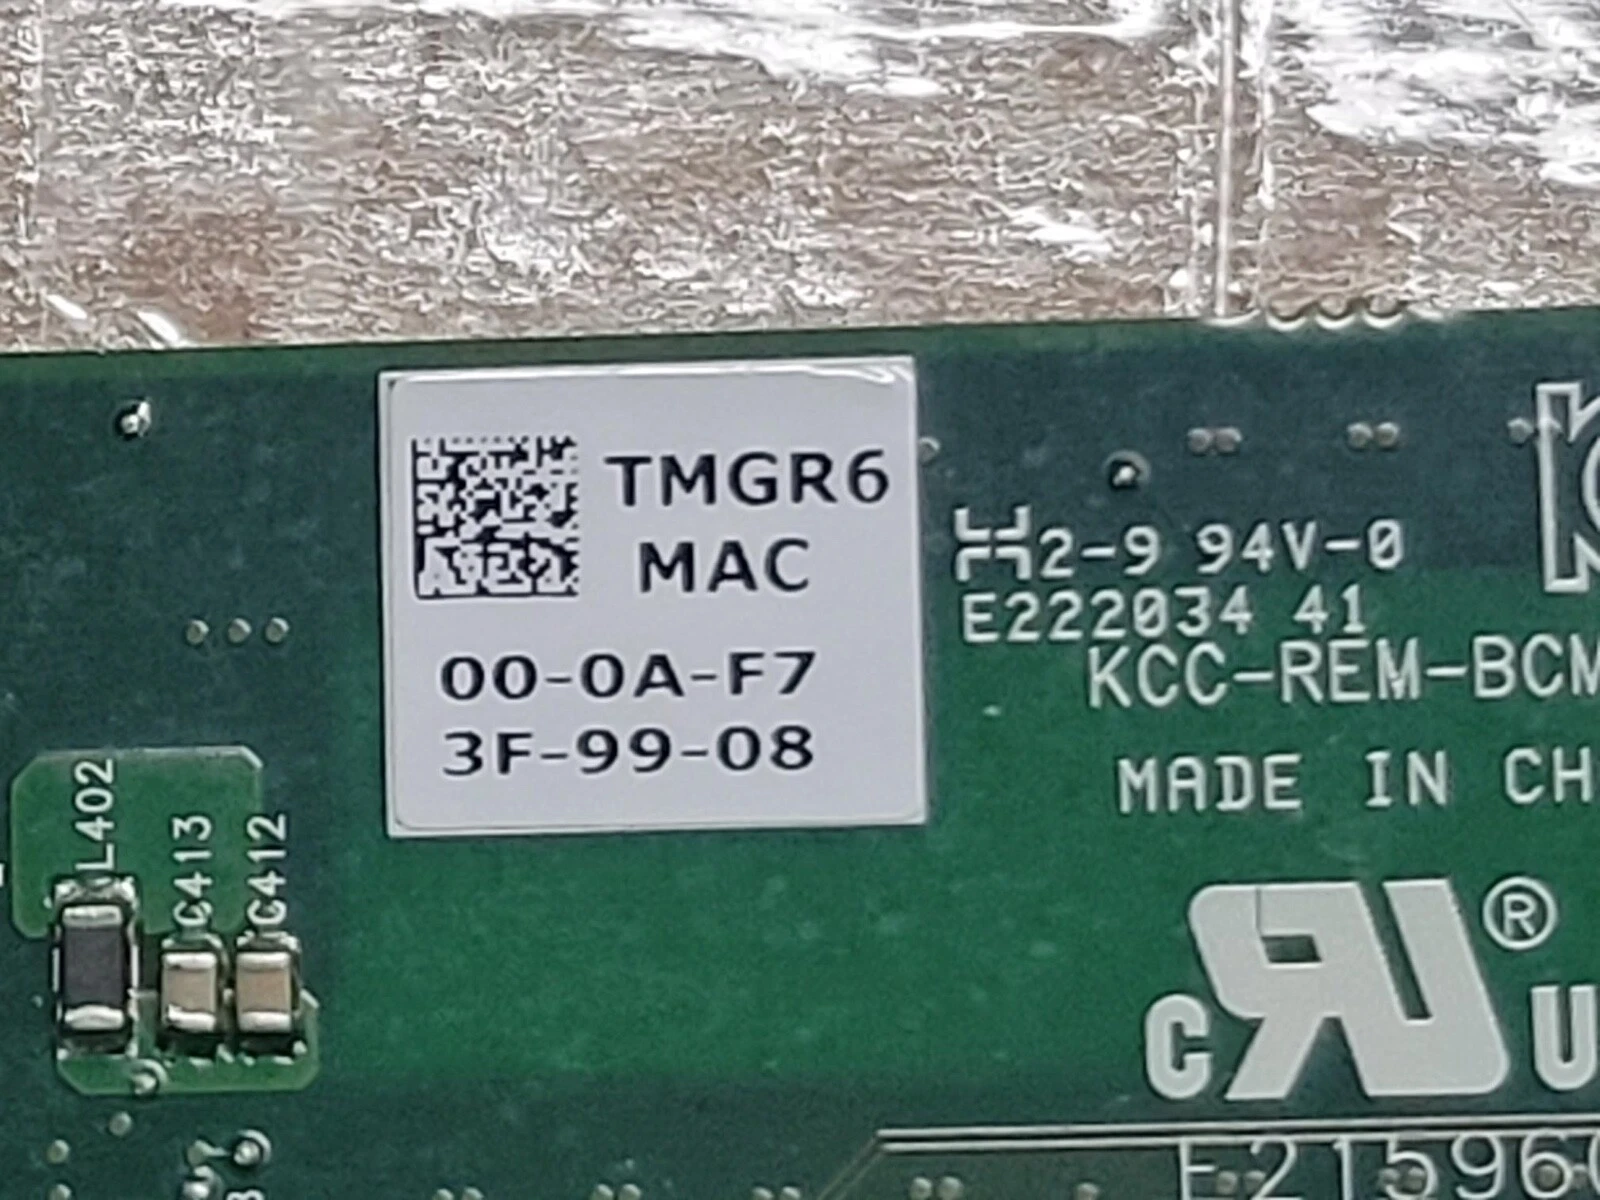 TMGR6
MAC
00-0A-F7
3F-99-08
2-9 94V-0
E222034 41
KCC-REM-BCM
MADE IN CH
L402
C413
C412
®
C
U
E215960